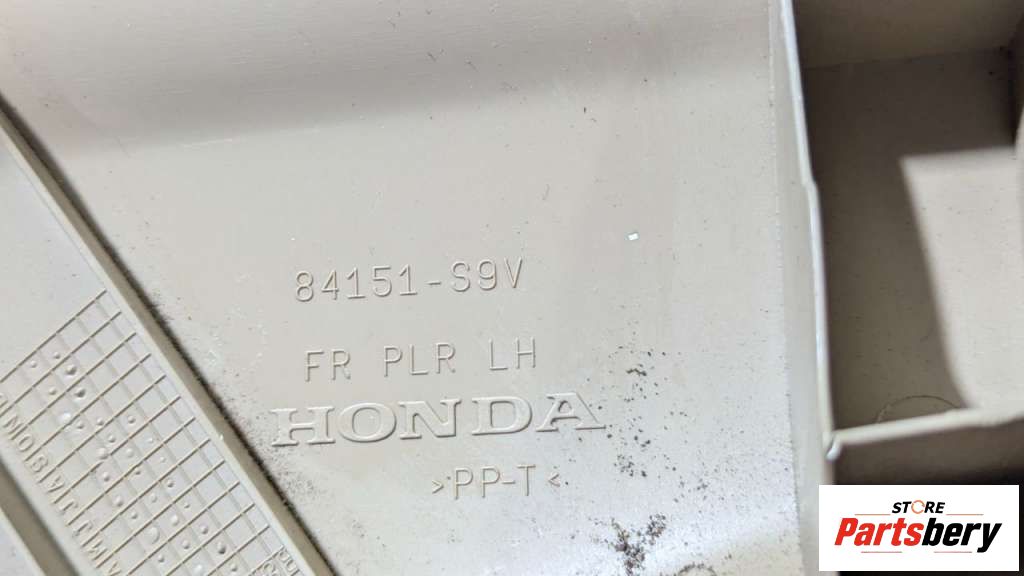 84151-S9V
FR PLR LH
HONDA
>PP-T<
STORE
Partsbery